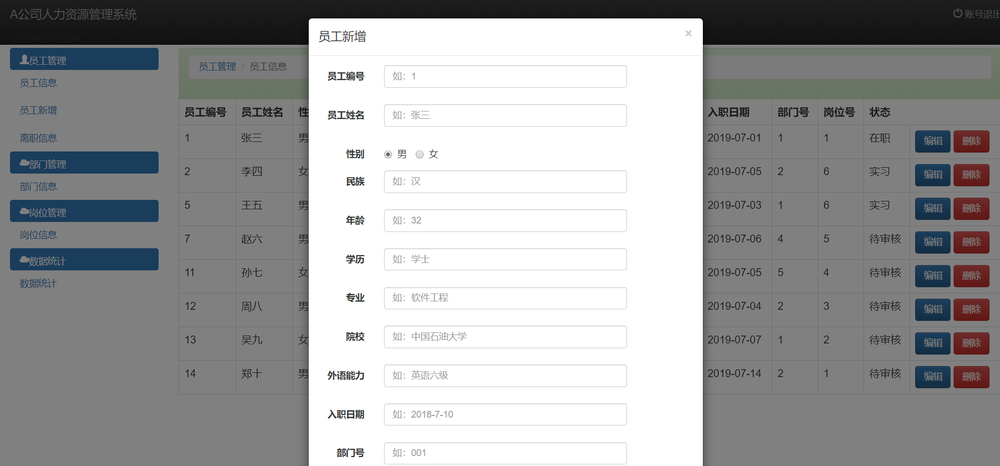 A公司人力资源管理系统
账号退出
/.navbar-collapse
员工管理
员工信息
员工新增
离职信息
部门管理
部门信息
岗位管理
岗位信息
数据统计
数据统计
员工管理 / 员工信息
员工编号 员工姓名 性 入职日期 部门号 岗位号 状态
1 张三 男 2019-07-01 1 1 在职 编辑 删除
2 李四 女 2019-07-05 2 6 实习 编辑 删除
5 王五 男 2019-07-03 1 6 实习 编辑 删除
7 赵六 男 2019-07-06 4 5 待审核 编辑 删除
11 孙七 女 2019-07-05 5 4 待审核 编辑 删除
12 周八 男 2019-07-04 2 3 待审核 编辑 删除
13 吴九 女 2019-07-07 1 2 待审核 编辑 删除
14 郑十 男 2019-07-14 2 1 待审核 编辑 删除
员工新增 ×
员工编号 如：1
员工姓名 如：张三
性别 男 女
民族 如：汉
年龄 如：32
学历 如：学士
专业 如：软件工程
院校 如：中国石油大学
外语能力 如：英语六级
入职日期 如：2018-7-10
部门号 如：001